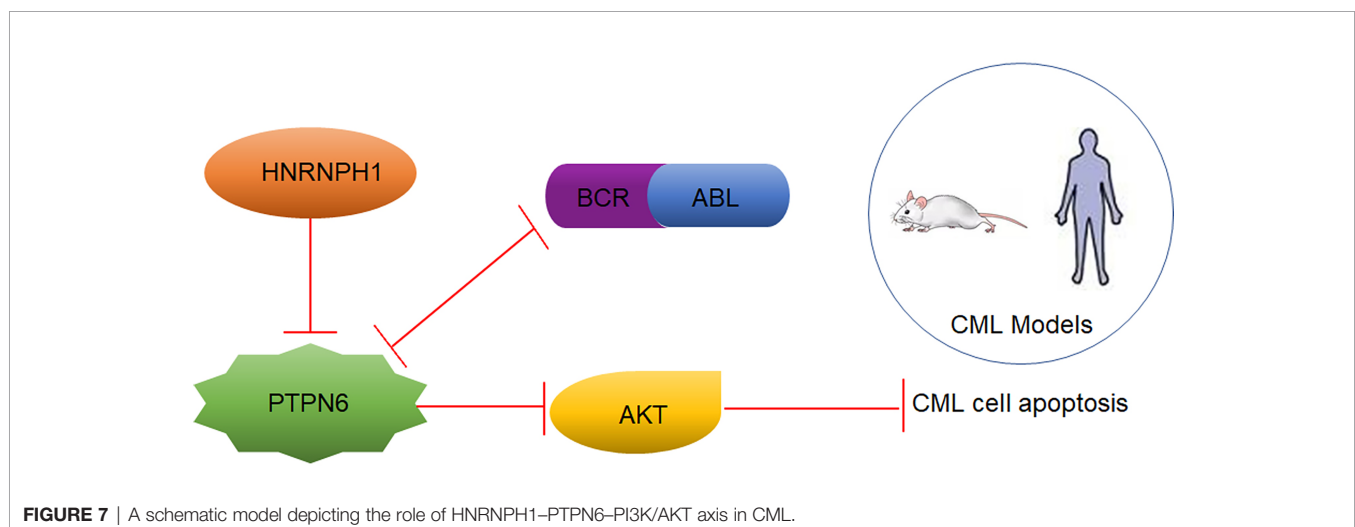 HNRNPH1
BCR
ABL
CML Models
PTPN6
AKT
CML cell apoptosis
FIGURE 7 | A schematic model depicting the role of HNRNPH1–PTPN6–PI3K/AKT axis in CML.